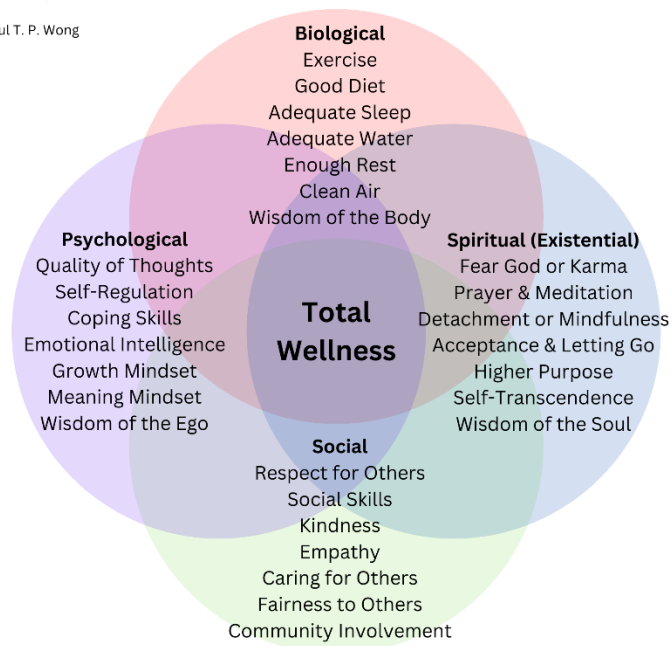 ul T. P. Wong
Biological
Exercise
Good Diet
Adequate Sleep
Adequate Water
Enough Rest
Clean Air
Wisdom of the Body
Psychological
Quality of Thoughts
Self-Regulation
Coping Skills
Emotional Intelligence
Growth Mindset
Meaning Mindset
Wisdom of the Ego
Total
Wellness
Spiritual (Existential)
Fear God or Karma
Prayer & Meditation
Detachment or Mindfulness
Acceptance & Letting Go
Higher Purpose
Self-Transcendence
Wisdom of the Soul
Social
Respect for Others
Social Skills
Kindness
Empathy
Caring for Others
Fairness to Others
Community Involvement